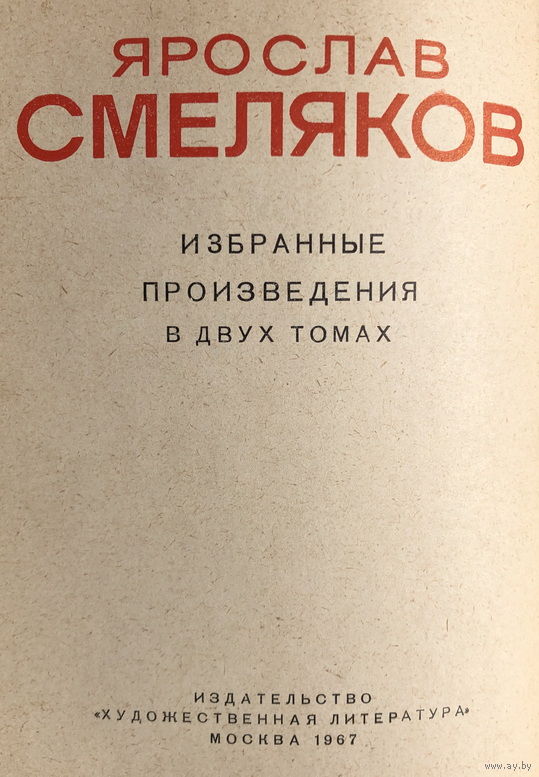 ЯРОСЛАВ
СМЕЛЯКОВ
ИЗБРАННЫЕ
ПРОИЗВЕДЕНИЯ
В ДВУХ ТОМАХ
ИЗДАТЕЛЬСТВО
«ХУДОЖЕСТВЕННАЯ ЛИТЕРАТУРА»
МОСКВА 1967
www.ay.by